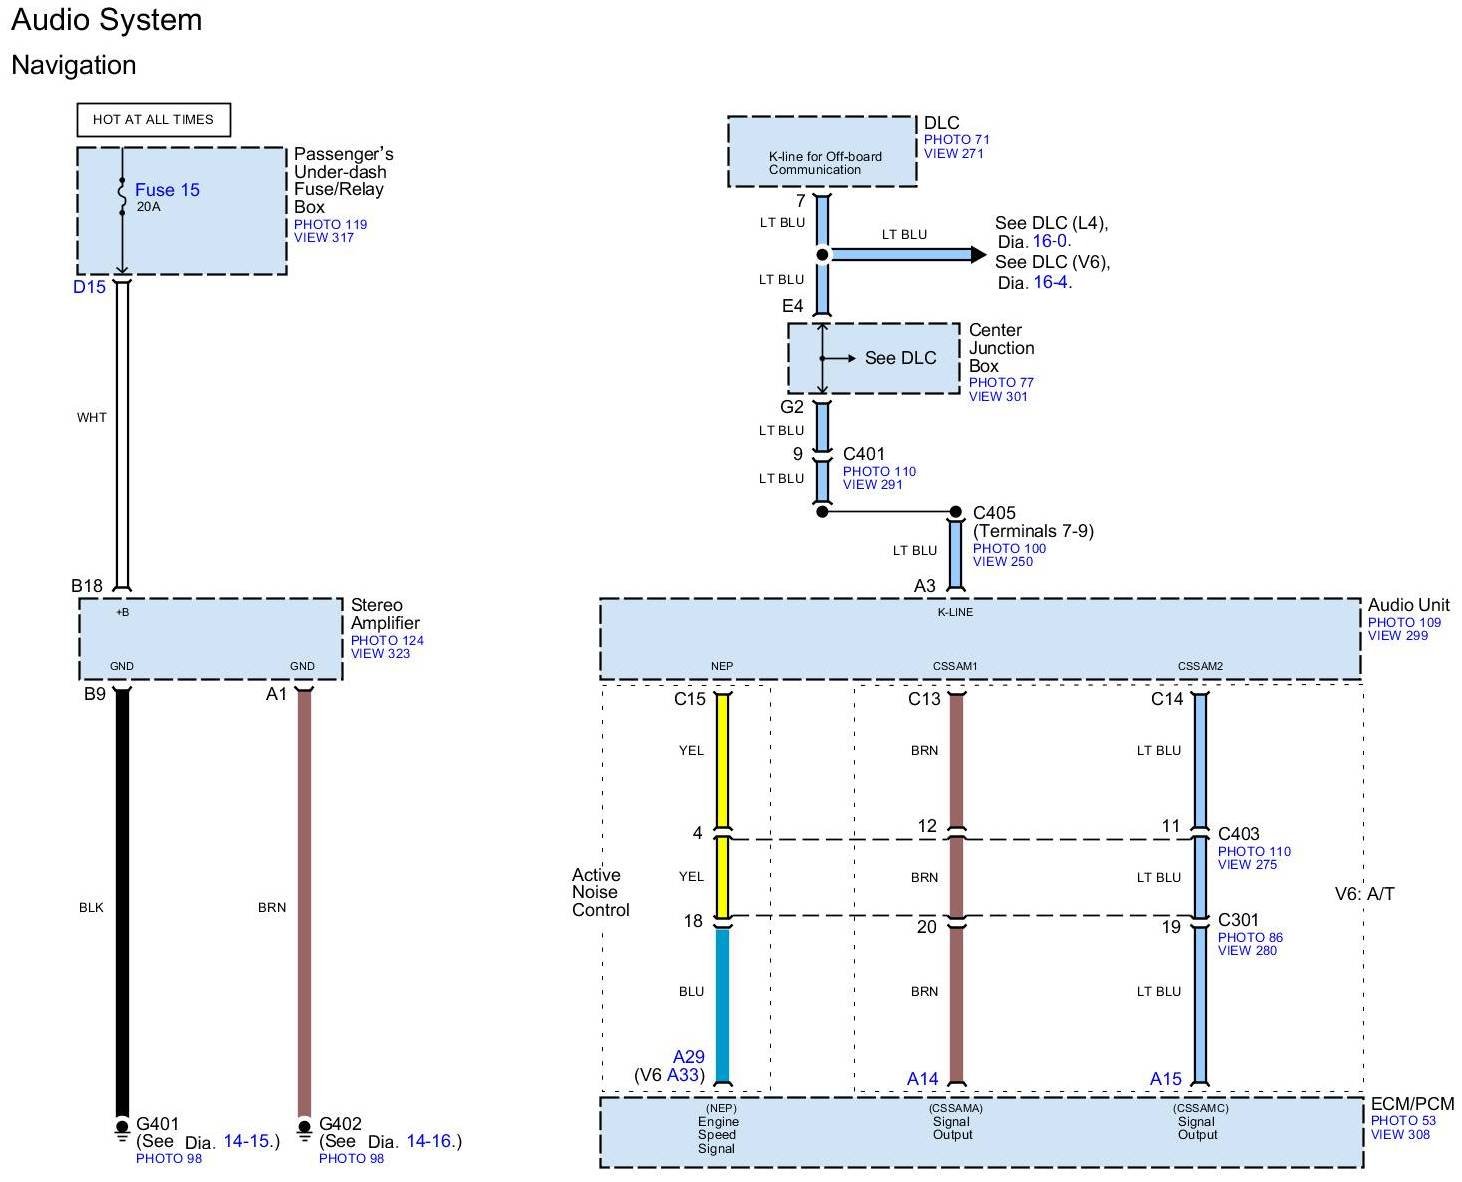 Audio System
Navigation
HOT AT ALL TIMES
Fuse 15
20A
Passenger's
Under-dash
Fuse/Relay
Box
PHOTO 119
VIEW 317
D15
WHT
B18
+B
GND
GND
Stereo
Amplifier
PHOTO 124
VIEW 323
B9
A1
BLK
BRN
G401
(See Dia. 14-15.)
PHOTO 98
G402
(See Dia. 14-16.)
PHOTO 98
K-line for Off-board
Communication
DLC
PHOTO 71
VIEW 271
7
LT BLU
LT BLU
See DLC (L4),
Dia. 16-0.
See DLC (V6),
Dia. 16-4.
LT BLU
E4
See DLC
Center
Junction
Box
PHOTO 77
VIEW 301
G2
LT BLU
9
C401
PHOTO 110
VIEW 291
LT BLU
C405
(Terminals 7-9)
PHOTO 100
VIEW 250
LT BLU
A3
K-LINE
NEP
CSSAM1
CSSAM2
Audio Unit
PHOTO 109
VIEW 299
C15
C13
C14
YEL
BRN
LT BLU
4
12
11
C403
PHOTO 110
VIEW 275
Active
Noise
Control
YEL
BRN
LT BLU
V6: A/T
18
20
19
C301
PHOTO 86
VIEW 280
BLU
BRN
LT BLU
A29
(V6 A33)
A14
A15
(NEP)
Engine
Speed
Signal
(CSSAMA)
Signal
Output
(CSSAMC)
Signal
Output
ECM/PCM
PHOTO 53
VIEW 308